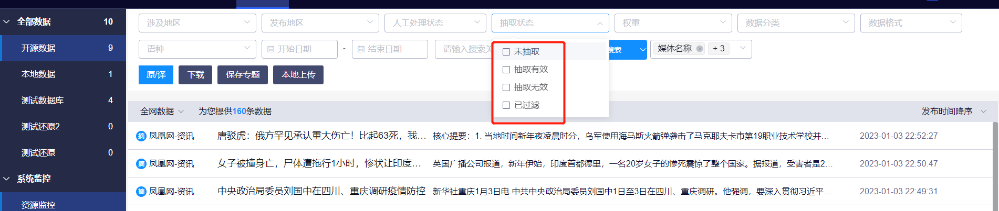 全部数据 10
开源数据 9
本地数据 1
测试数据库 4
测试还原2 0
测试还原 0
系统监控
资源监控
涉及地区 发布地区 人工处理状态 抽取状态 权重 数据分类 数据格式
语种 开始日期 - 结束日期 请输入搜索关 搜索 媒体名称 + 3
未抽取
抽取有效
抽取无效
已过滤
原/译 下载 保存专题 本地上传
全网数据 为您提供160条数据 发布时间降序
摘 凤凰网-资讯 唐驳虎：俄方罕见承认重大伤亡！比起63死，我… 核心提要：1. 当地时间新年夜凌晨时分，乌军使用海马斯火箭弹袭击了马克耶夫卡市第19职业技术学校并… 2023-01-03 22:52:27
摘 凤凰网-资讯 女子被撞身亡，尸体遭拖行1小时，惨状让印度… 英国广播公司报道，新年伊始，印度首都德里，一名20岁女子的惨死震惊了整个国家。据报道，受害者是2… 2023-01-03 22:50:47
摘 凤凰网-资讯 中央政治局委员刘国中在四川、重庆调研疫情防控 新华社重庆1月3日电 中共中央政治局委员刘国中1日至3日在四川、重庆调研。他强调，要深入贯彻习近平… 2023-01-03 22:49:31